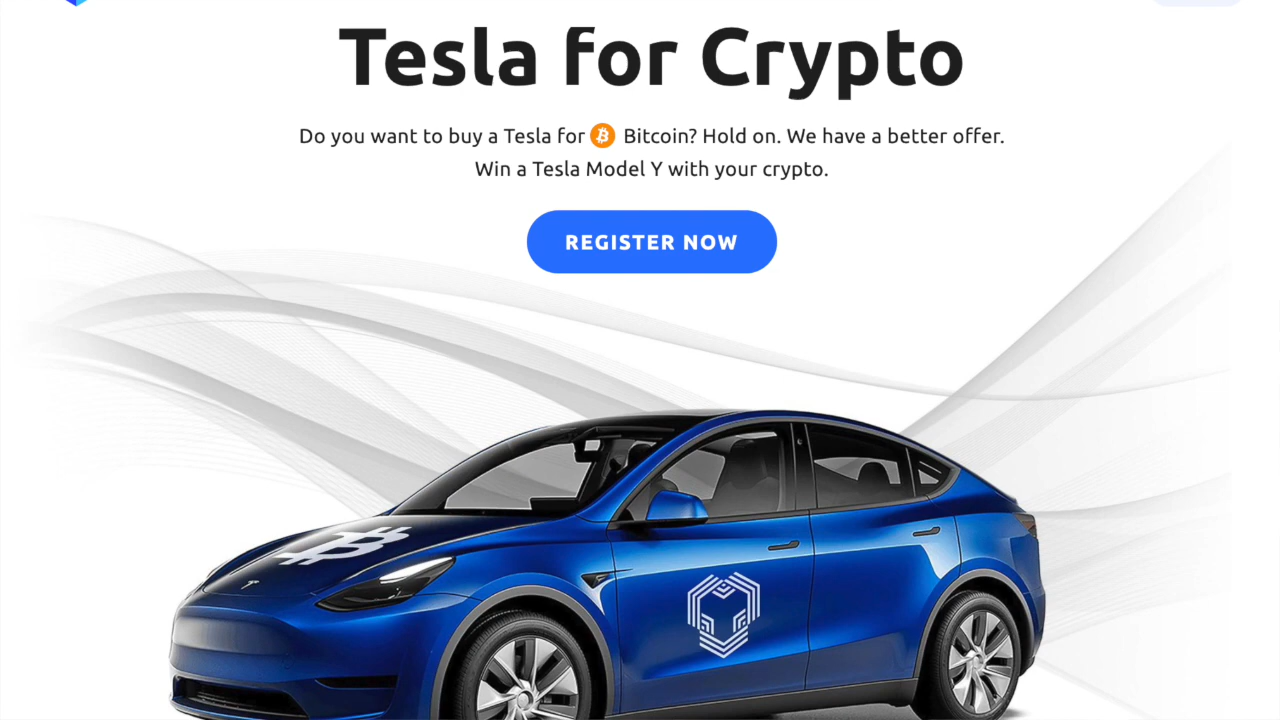 Tesla for Crypto
Do you want to buy a Tesla for Bitcoin? Hold on. We have a better offer.
Win a Tesla Model Y with your crypto.
REGISTER NOW